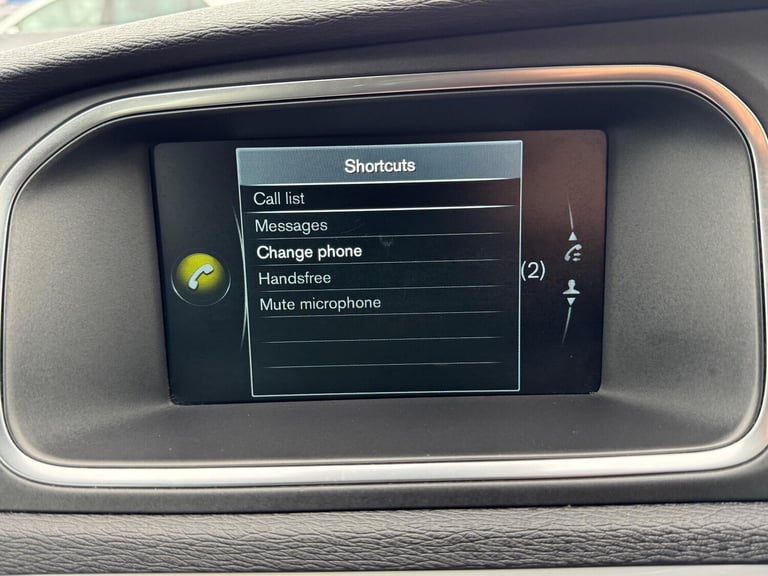 Shortcuts
Call list
Messages
Change phone
Handsfree
Mute microphone
(2)